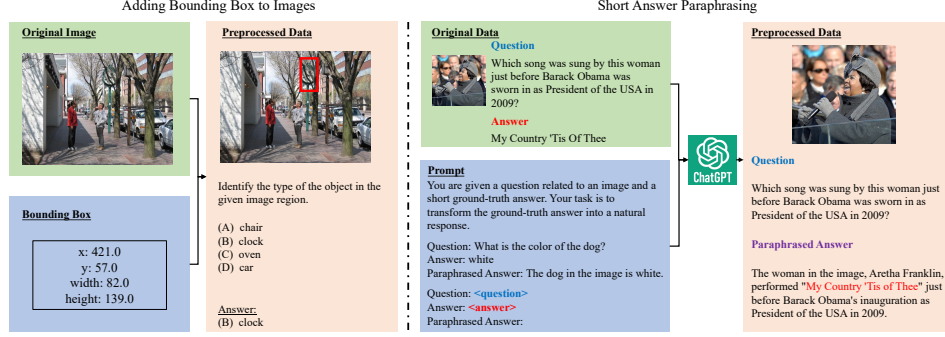 Adding Bounding Box to Images
Original Image
Preprocessed Data
Identify the type of the object in the
given image region.
(A) chair
(B) clock
(C) oven
(D) car
Answer:
(B) clock
Bounding Box
x: 421.0
y: 57.0
width: 82.0
height: 139.0
Short Answer Paraphrasing
Original Data
Question
Which song was sung by this woman
just before Barack Obama was
sworn in as President of the USA in
2009?
Answer
My Country 'Tis Of Thee
Prompt
You are given a question related to an image and a
short ground-truth answer. Your task is to
transform the ground-truth answer into a natural
response.
Question: What is the color of the dog?
Answer: white
Paraphrased Answer: The dog in the image is white.
Question: <question>
Answer: <answer>
Paraphrased Answer:
ChatGPT
Preprocessed Data
Question
Which song was sung by this woman just
before Barack Obama was sworn in as
President of the USA in 2009?
Paraphrased Answer
The woman in the image, Aretha Franklin,
performed "My Country 'Tis of Thee" just
before Barack Obama's inauguration as
President of the USA in 2009.